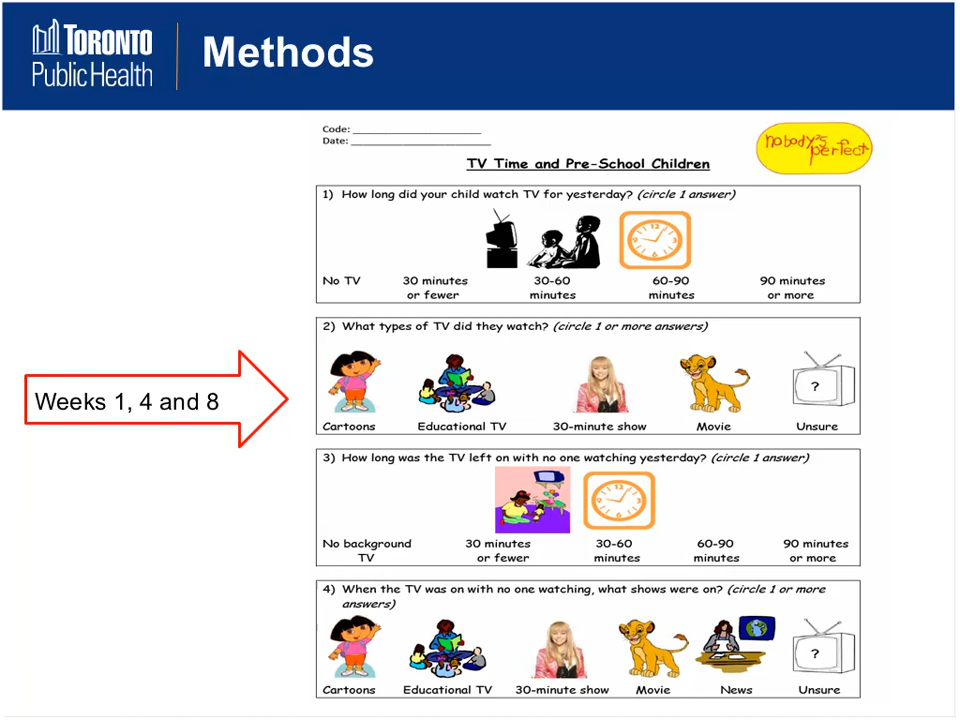 TORONTO
Public Health
Methods
Code: ____________________
Date: ______________________
nobody's
perfect
TV Time and Pre-School Children
1) How long did your child watch TV for yesterday? (circle 1 answer)
No TV 30 minutes 30-60 60-90 90 minutes
or fewer minutes minutes or more
2) What types of TV did they watch? (circle 1 or more answers)
?
Cartoons Educational TV 30-minute show Movie Unsure
Weeks 1, 4 and 8
3) How long was the TV left on with no one watching yesterday? (circle 1 answer)
No background 30 minutes 30-60 60-90 90 minutes
TV or fewer minutes minutes or more
4) When the TV was on with no one watching, what shows were on? (circle 1 or more
answers)
?
Cartoons Educational TV 30-minute show Movie News Unsure